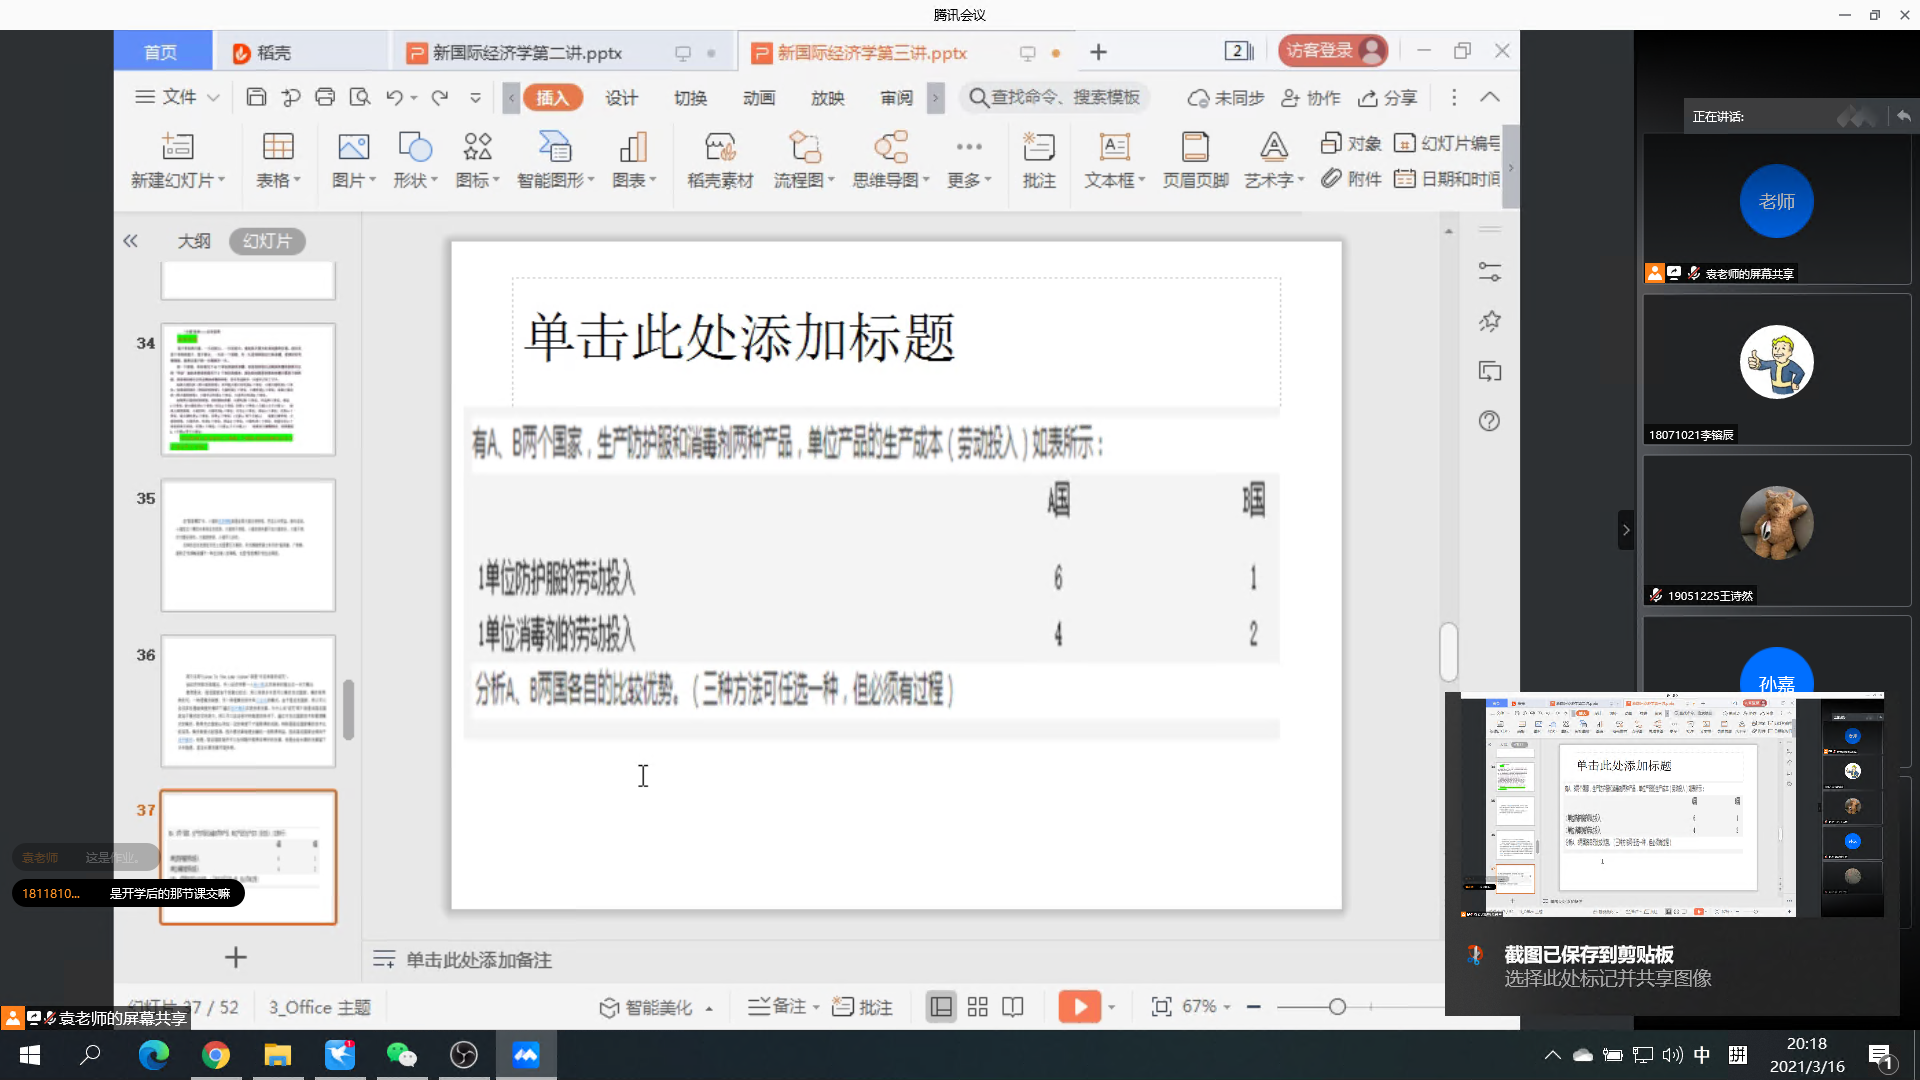 腾讯会议
首页
稻壳
新国际经济学第二讲.pptx
新国际经济学第三讲.pptx
2
访客登录
文件
插入
设计
切换
动画
放映
审阅
查找命令、搜索模板
未同步
协作
分享
新建幻灯片
表格
图片
形状
图标
智能图形
图表
稻壳素材
流程图
思维导图
更多
批注
文本框
页眉页脚
艺术字
对象
附件
幻灯片编号
日期和时间
大纲
幻灯片
34
35
36
37
单击此处添加标题
有A、B两个国家，生产防护服和消毒剂两种产品，单位产品的生产成本（劳动投入）如表所示：
A国 B国
1单位防护服的劳动投入 6 1
1单位消毒剂的劳动投入 4 2
分析A、B两国各自的比较优势。（三种方法可任选一种，但必须有过程）
袁老师 这是作业。
1811810... 是开学后的那节课交嘛
单击此处添加备注
幻灯片 37 / 52
3_Office 主题
智能美化
备注
批注
67%
袁老师的屏幕共享
正在讲话:
老师
袁老师的屏幕共享
18071021李镕辰
19051225王诗然
孙嘉
单击此处添加标题
截图已保存到剪贴板
选择此处标记并共享图像
中
拼
20:18
2021/3/16
1